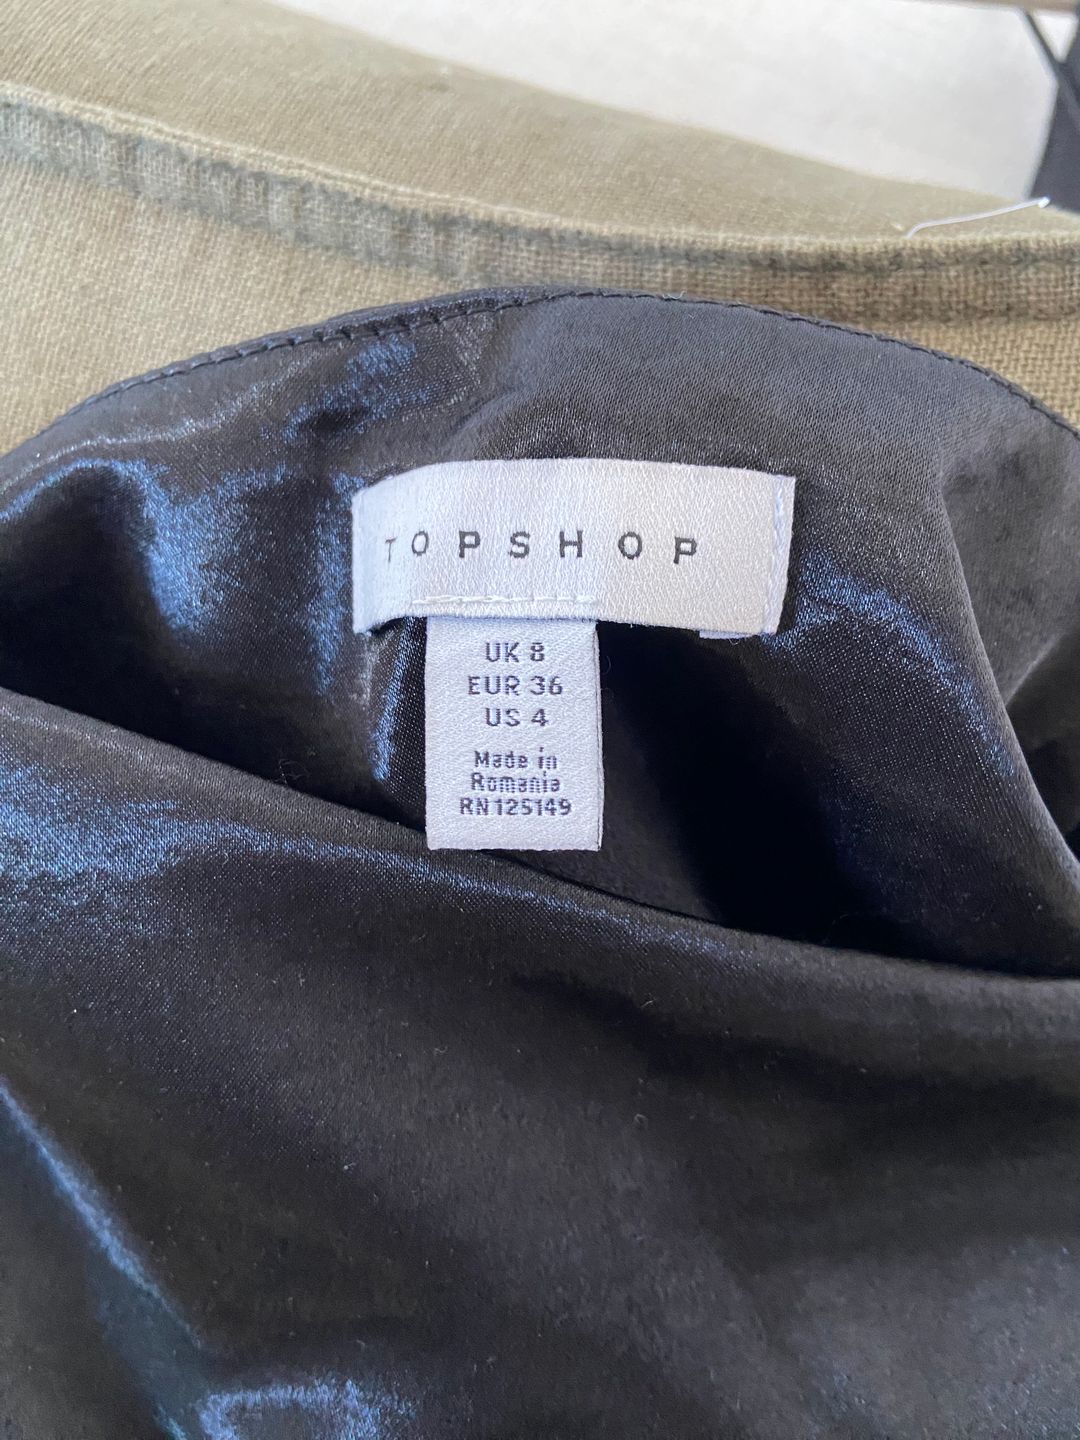 TOPSHOP
UK 8
EUR 36
US 4
Made in
Romania
RN125149